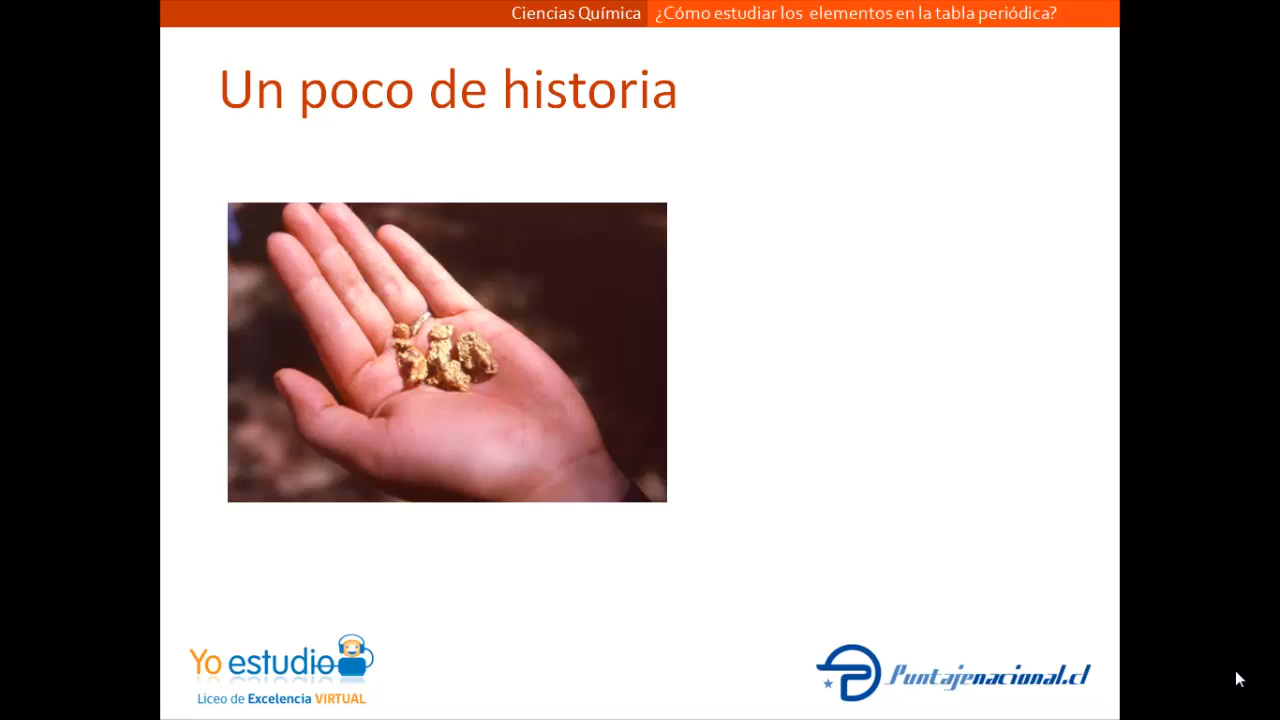 Ciencias Química ¿Cómo estudiar los elementos en la tabla periódica?
Un poco de historia
Yo estudio
Liceo de Excelencia VIRTUAL
Puntajenacional.cl